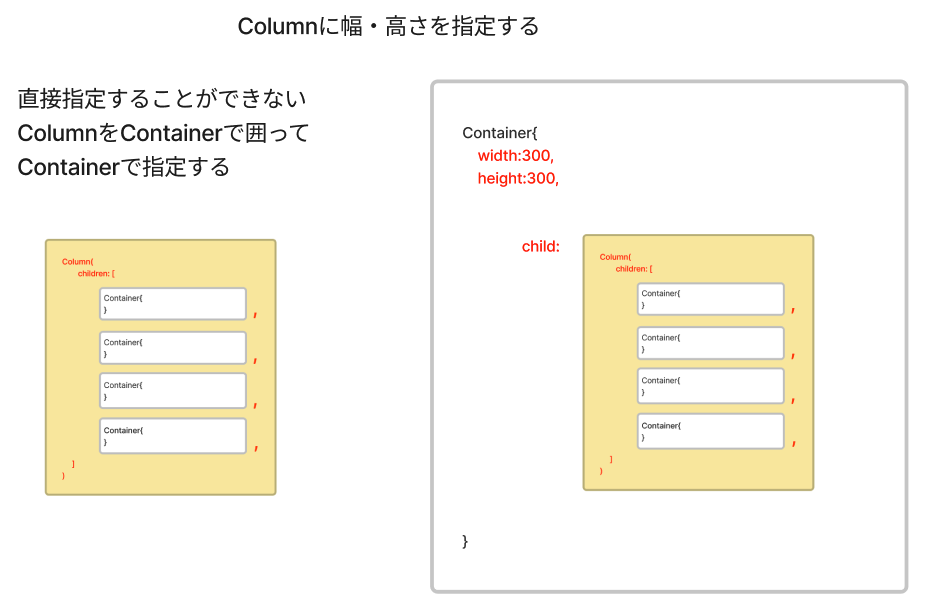 Columnに幅・高さを指定する
直接指定することができない
ColumnをContainerで囲って
Containerで指定する
Column(
children: [
Container{
}
,
Container{
}
,
Container{
}
,
Container{
}
,
]
)
Container{
width:300,
height:300,
child:
Column(
children: [
Container{
}
,
Container{
}
,
Container{
}
,
Container{
}
,
]
)
}